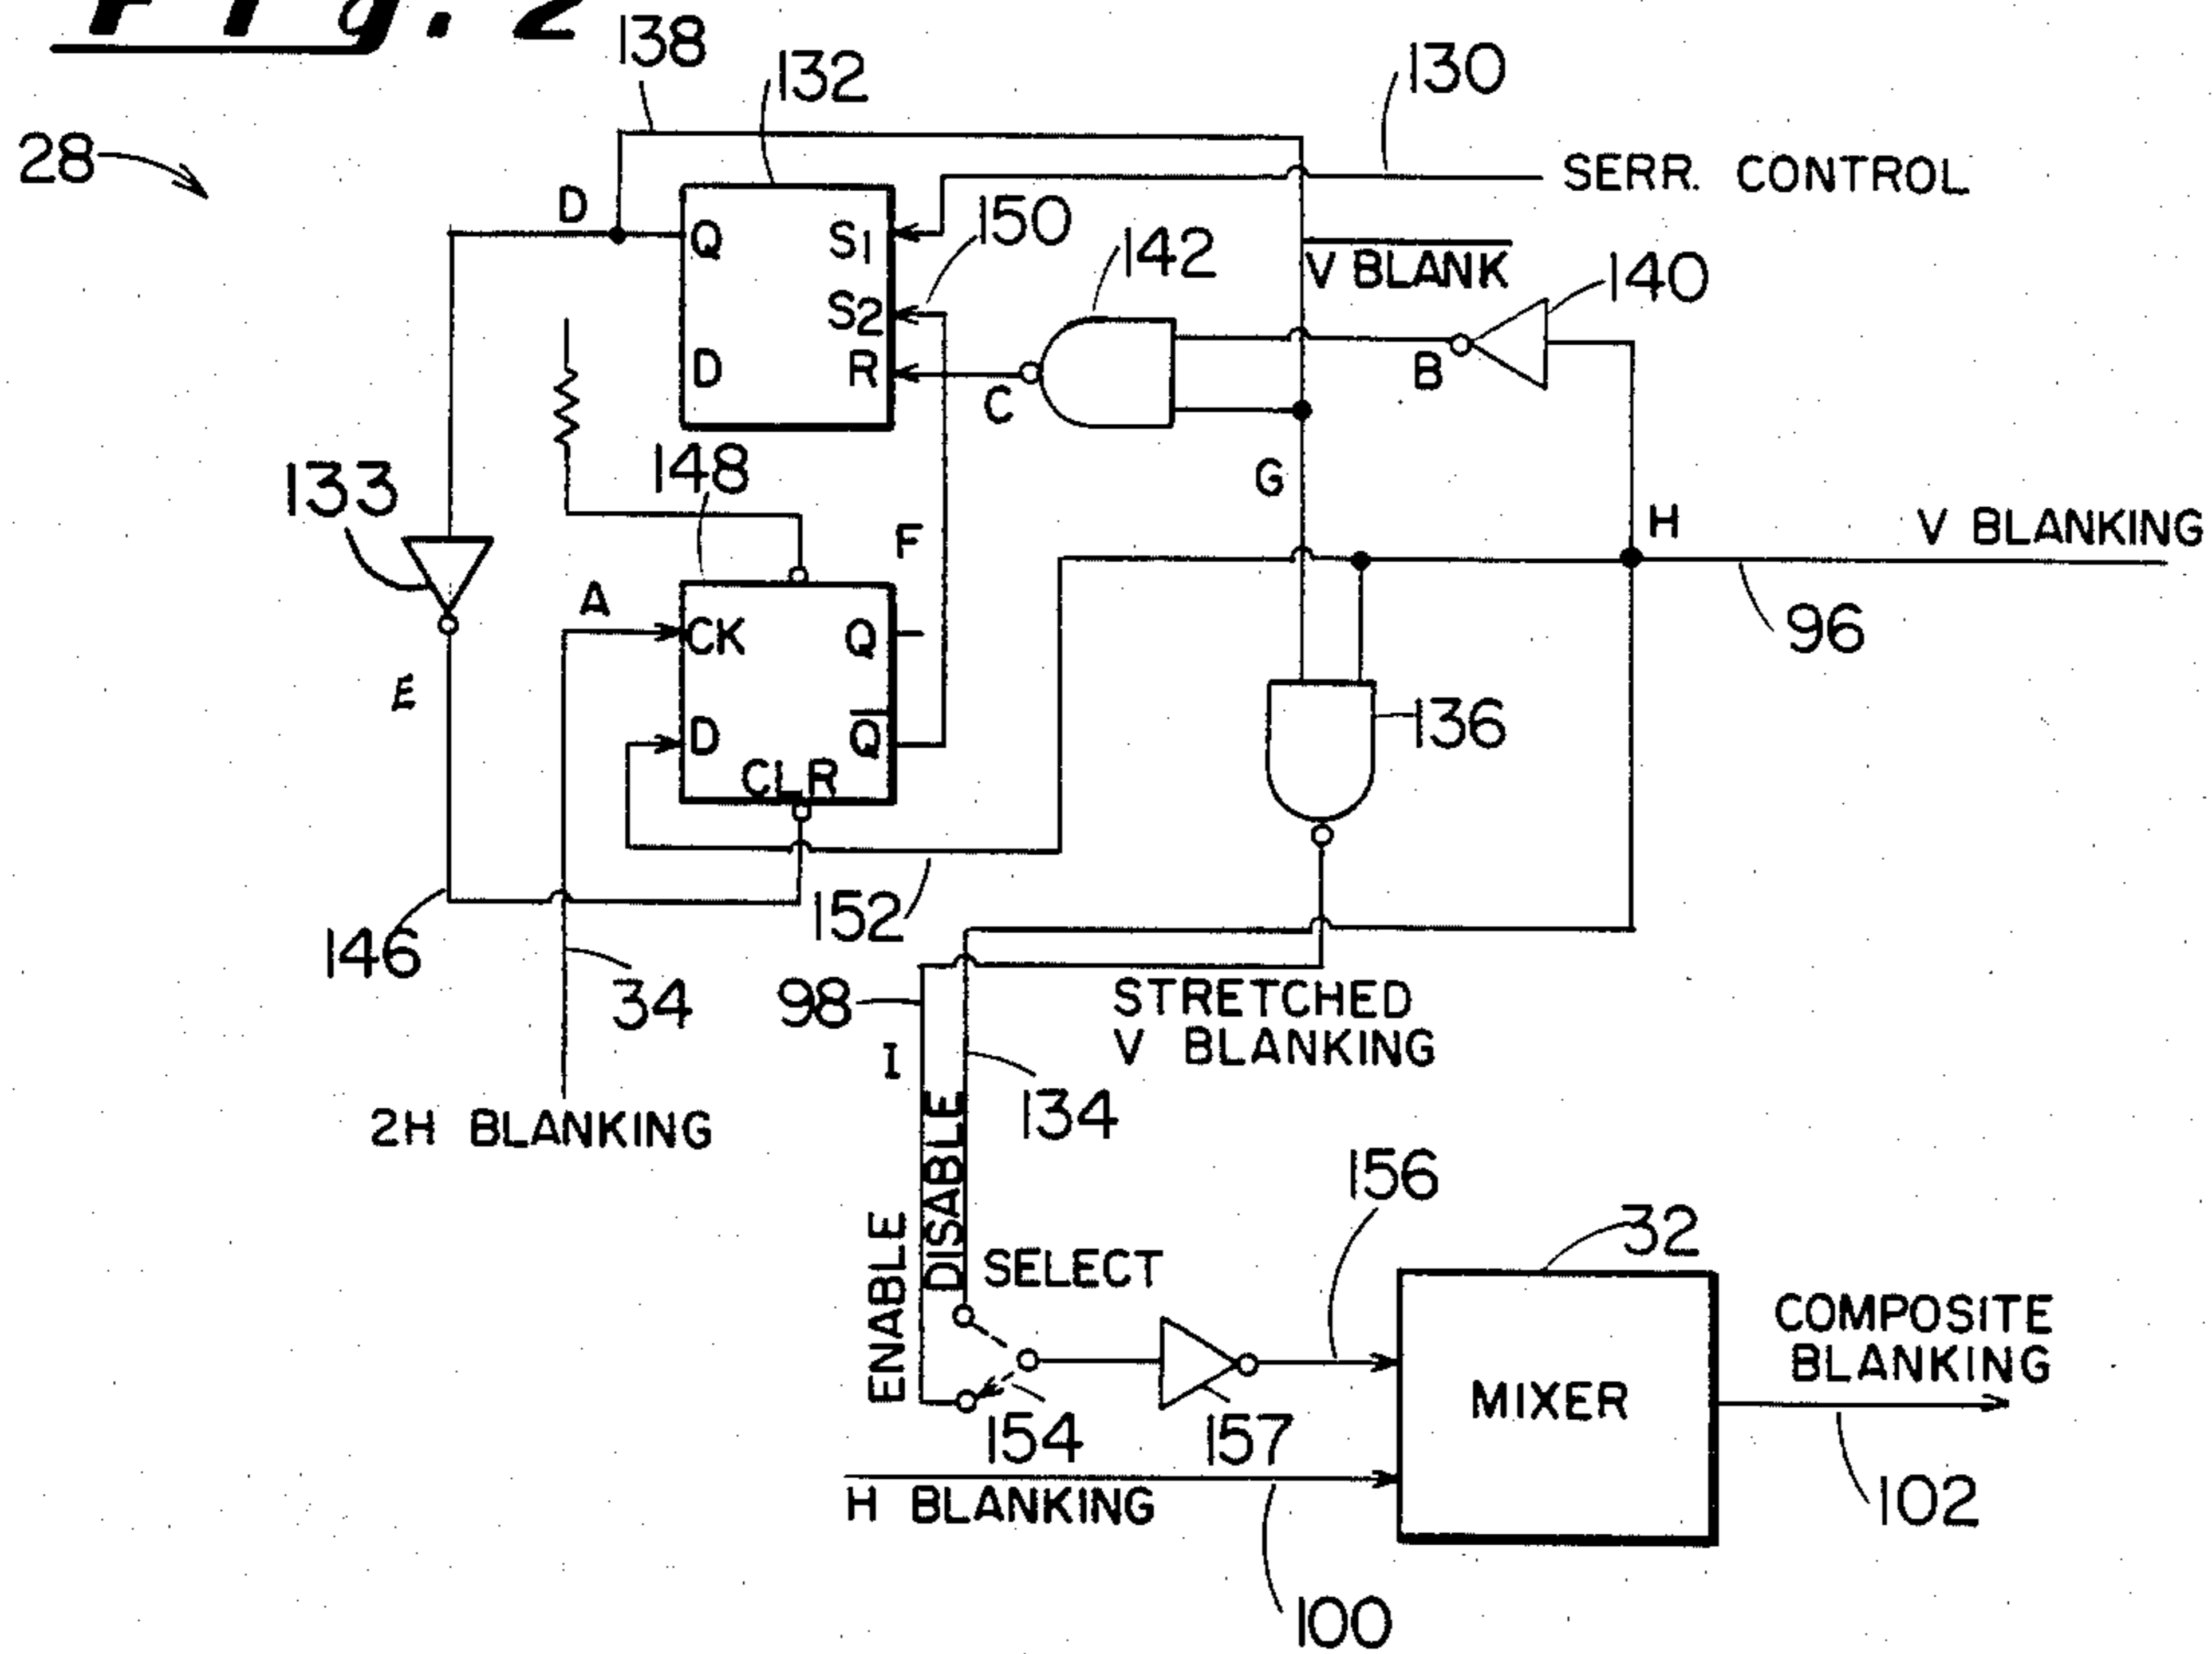 Fig. 2
138
132
130
28
SERR. CONTROL
D
150
142
Q
S1
V BLANK
140
S2
B
D
R
C
148
G
133
F
H
V BLANKING
A
CK
Q
96
E
136
D
Q
CLR
152
146
34
98
STRETCHED
V BLANKING
I
134
2H BLANKING
DISABLE
156
ENABLE
32
SELECT
COMPOSITE
BLANKING
MIXER
154
157
H BLANKING
102
100